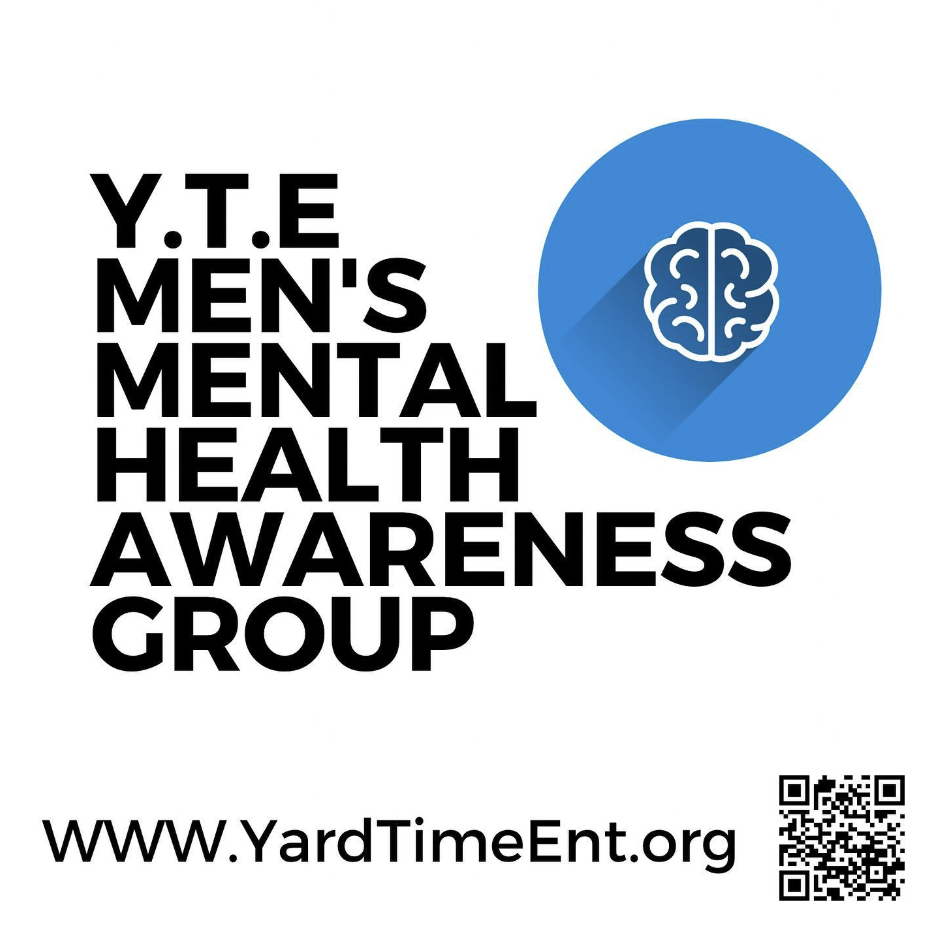 Y.T.E
MEN'S
MENTAL
HEALTH
AWARENESS
GROUP
WWW.YardTimeEnt.org